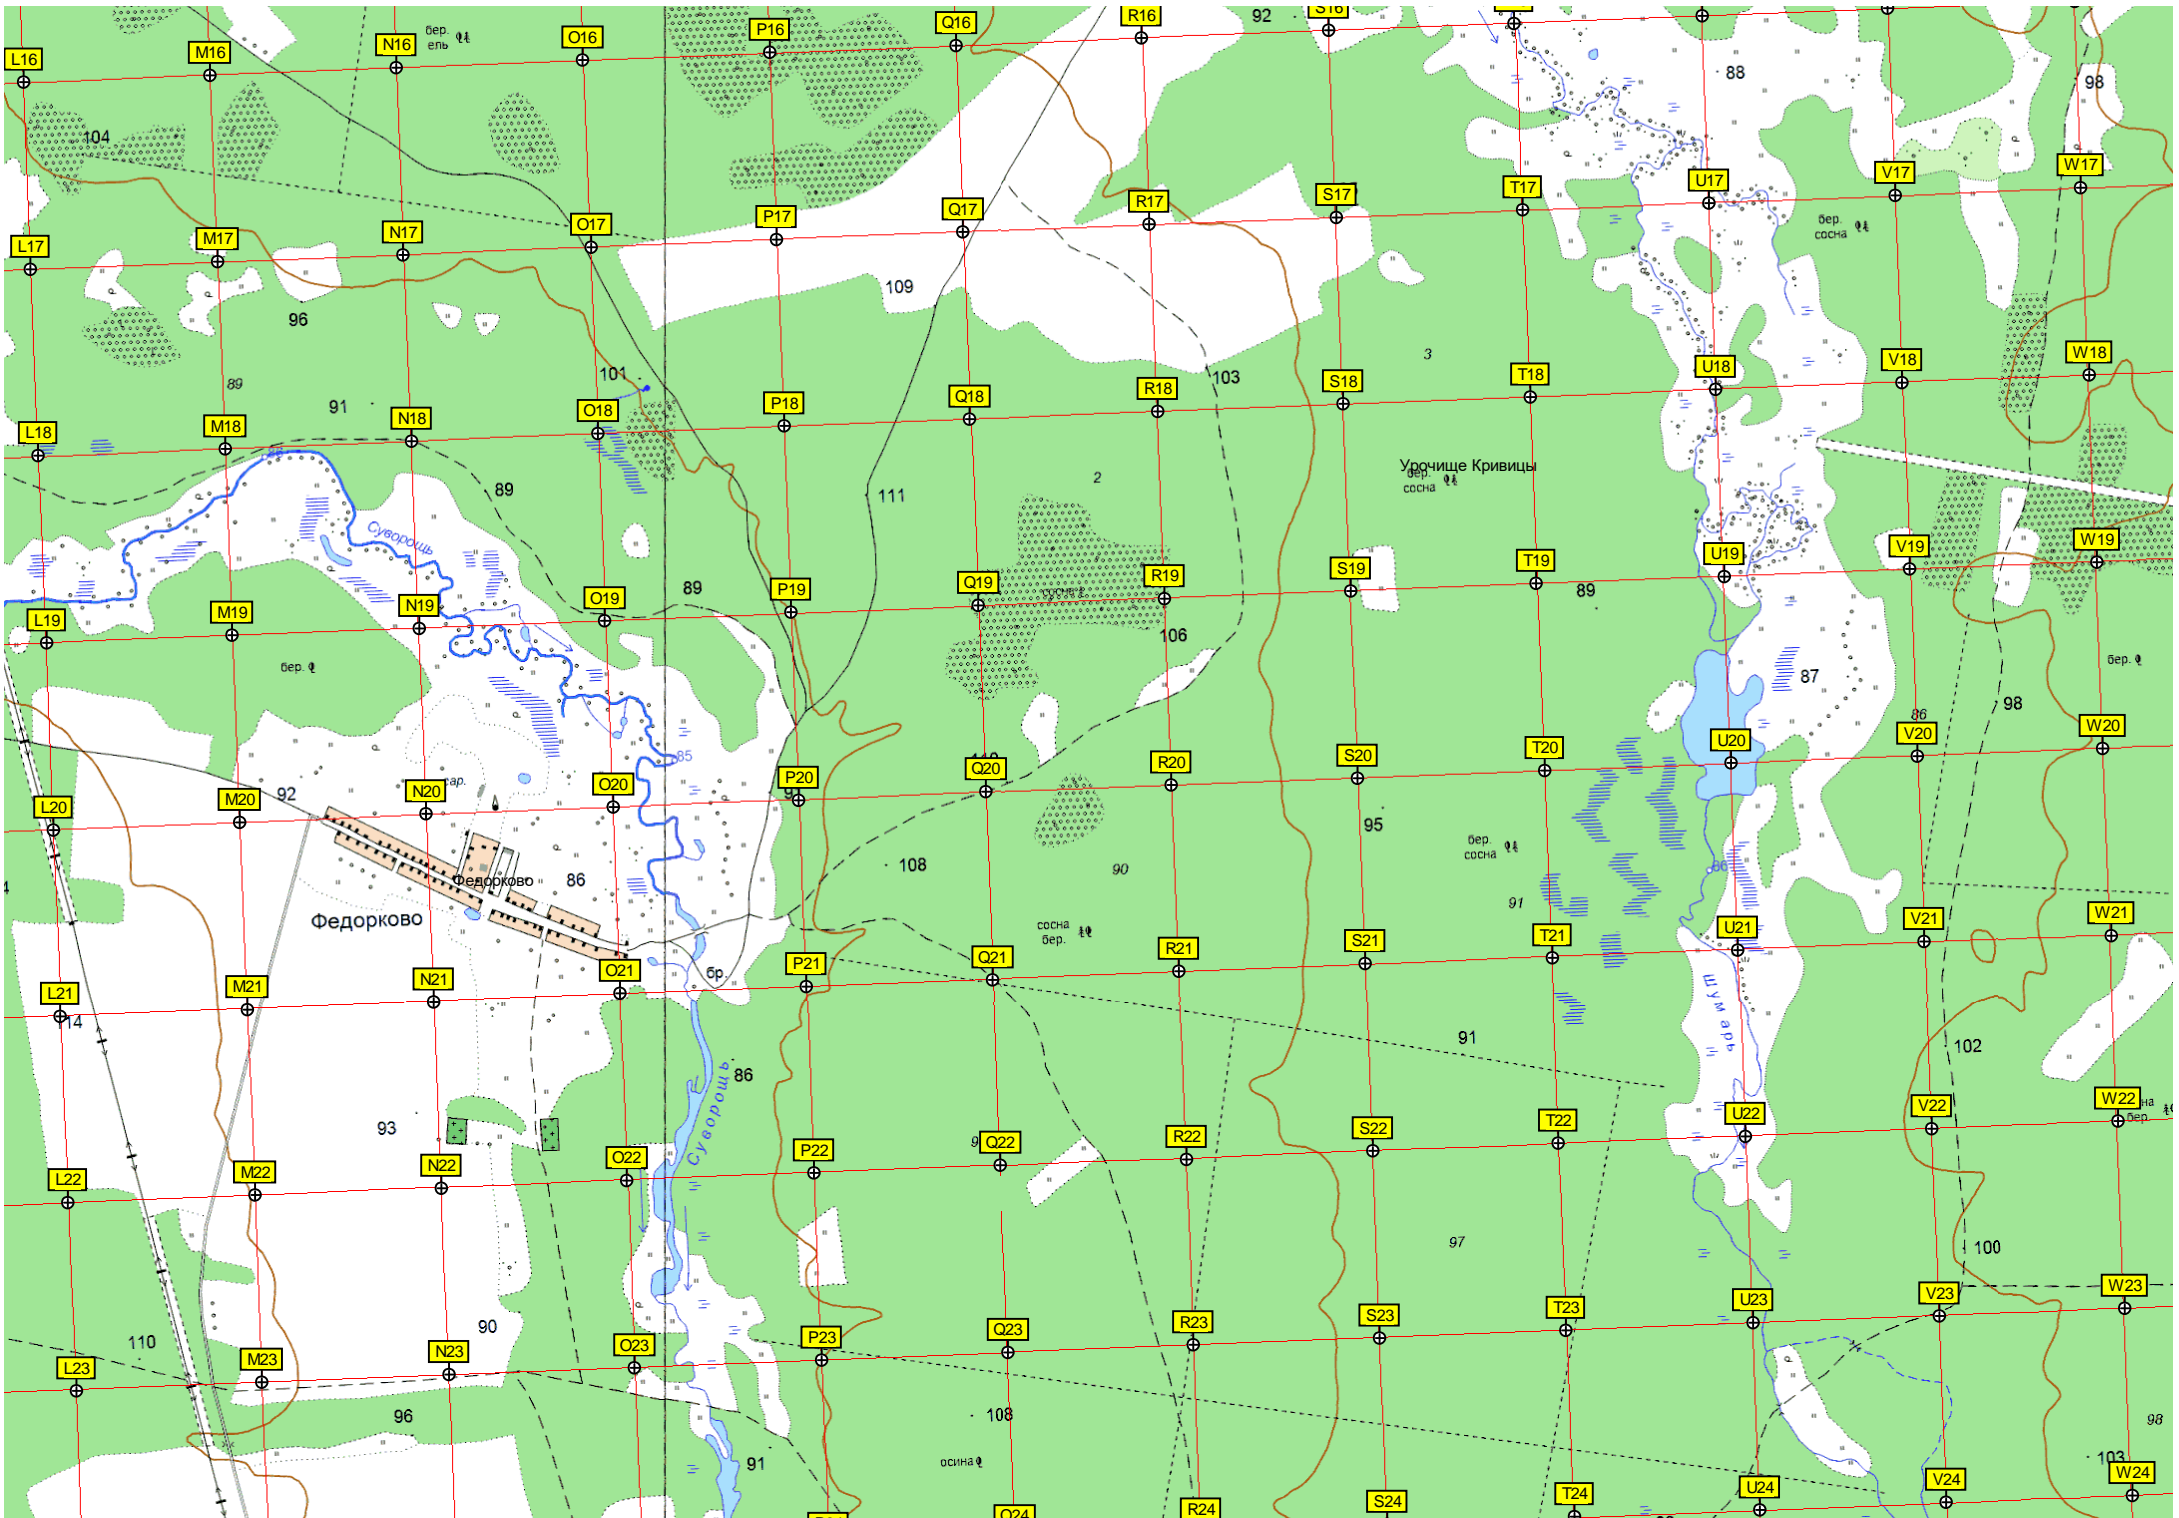 S16
R16
92
Q16
P16
O16
N16
M16
L16
бер.
ель
88
98
104
W17
V17
U17
T17
S17
R17
Q17
P17
O17
N17
M17
L17
бер.
сосна
109
96
3
W18
V18
U18
T18
S18
R18
Q18
P18
O18
N18
M18
L18
103
101
89
91
Урочище Кривицы
бер.
сосна
2
111
89
86
Суворощь
W19
V19
U19
T19
S19
R19
Q19
P19
O19
N19
M19
L19
89
89
сосна
106
бер.
бер.
87
98
86
W20
V20
U20
T20
S20
R20
Q20
P20
O20
N20
M20
L20
85
сар.
92
95
бер.
сосна
90
108
86
86
Федорково
Федорково
91
сосна
бер.
W21
V21
U21
T21
S21
R21
Q21
P21
O21
N21
M21
L21
бр.
114
Шумарь
91
102
86
Суворощь
93
W22
V22
U22
T22
S22
R22
Q22
P22
O22
N22
M22
L22
бер.
97
100
W23
V23
U23
T23
S23
R23
Q23
P23
O23
N23
M23
L23
90
110
96
108
98
91
осина
103
W24
V24
U24
T24
S24
R24
Q24